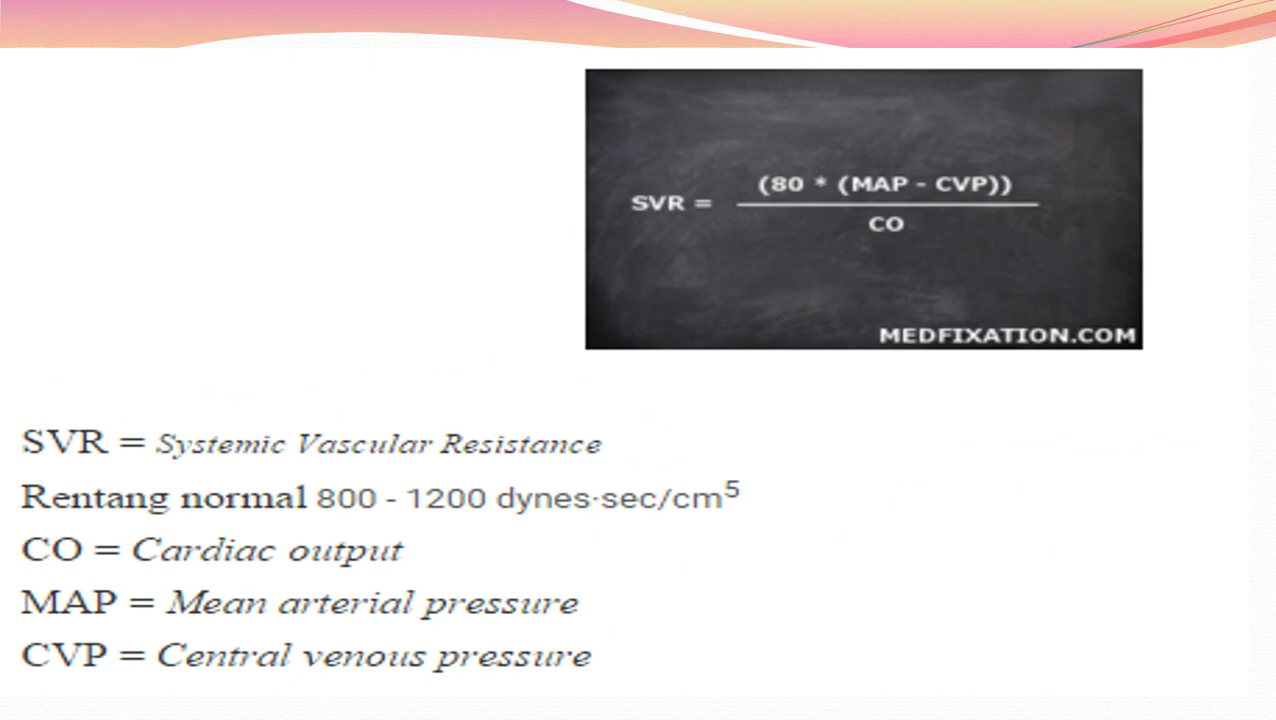 (80 * (MAP - CVP))
SVR =
CO
MEDFIXATION.COM
SVR = Systemic Vascular Resistance
Rentang normal 800 - 1200 dynes·sec/cm⁵
CO = Cardiac output
MAP = Mean arterial pressure
CVP = Central venous pressure